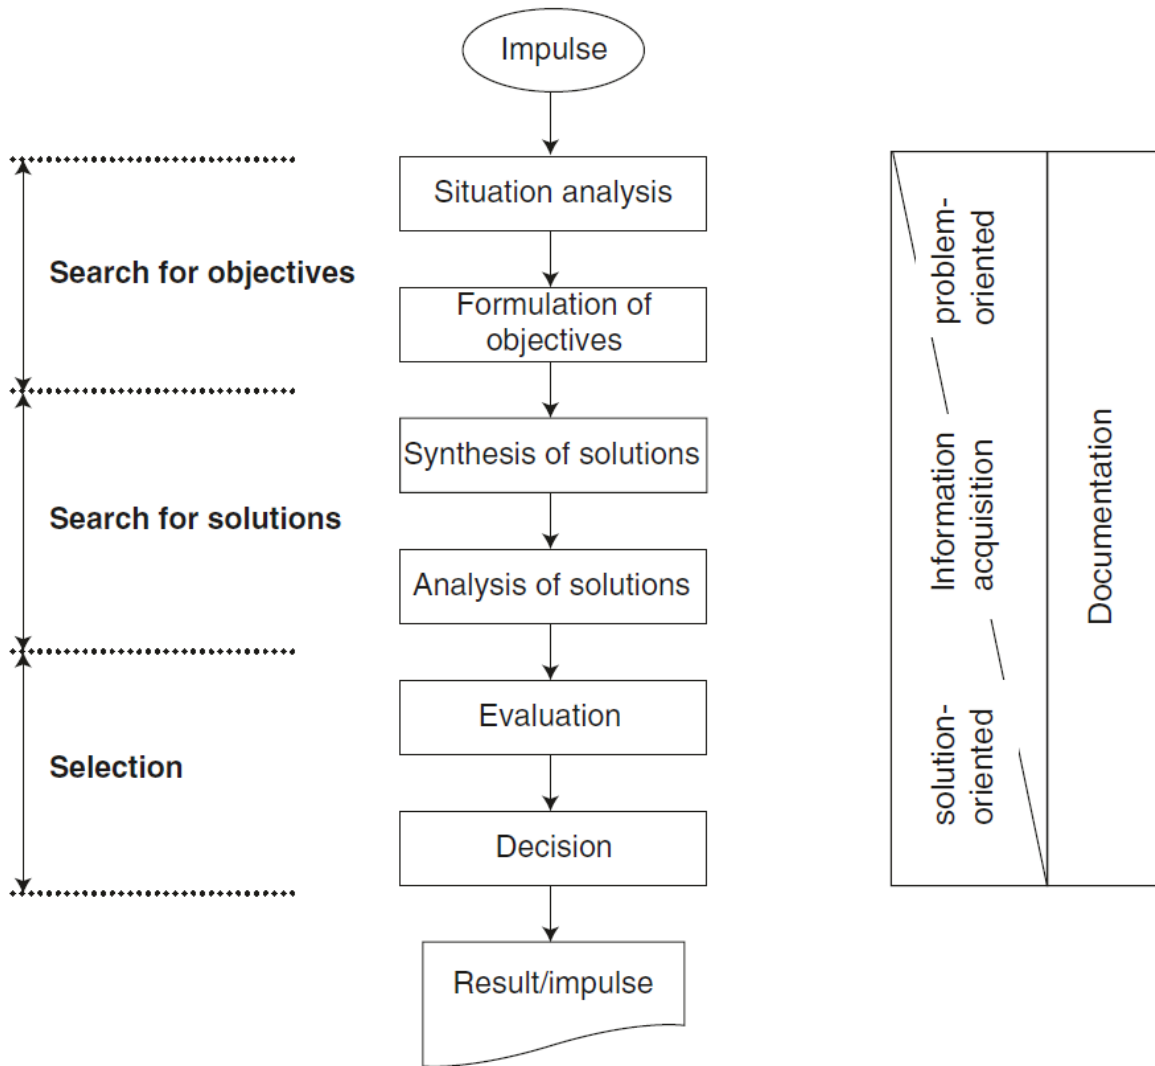 Impulse
Situation analysis
Search for objectives
Formulation of
objectives
Synthesis of solutions
Search for solutions
Analysis of solutions
Evaluation
Selection
Decision
Result/impulse
problem-
oriented
Information
acquisition
solution-
oriented
Documentation